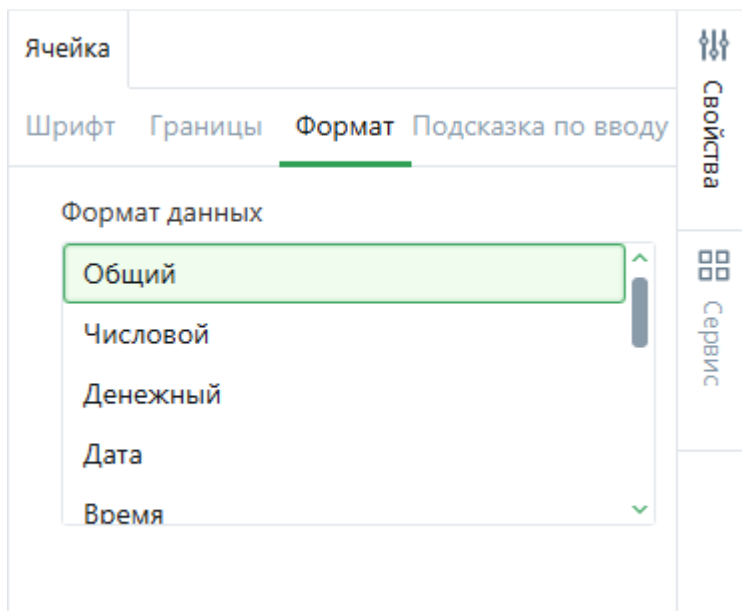 Ячейка
Шрифт Границы Формат Подсказка по вводу
Формат данных
Общий
Числовой
Денежный
Дата
Время
Свойства
Сервис